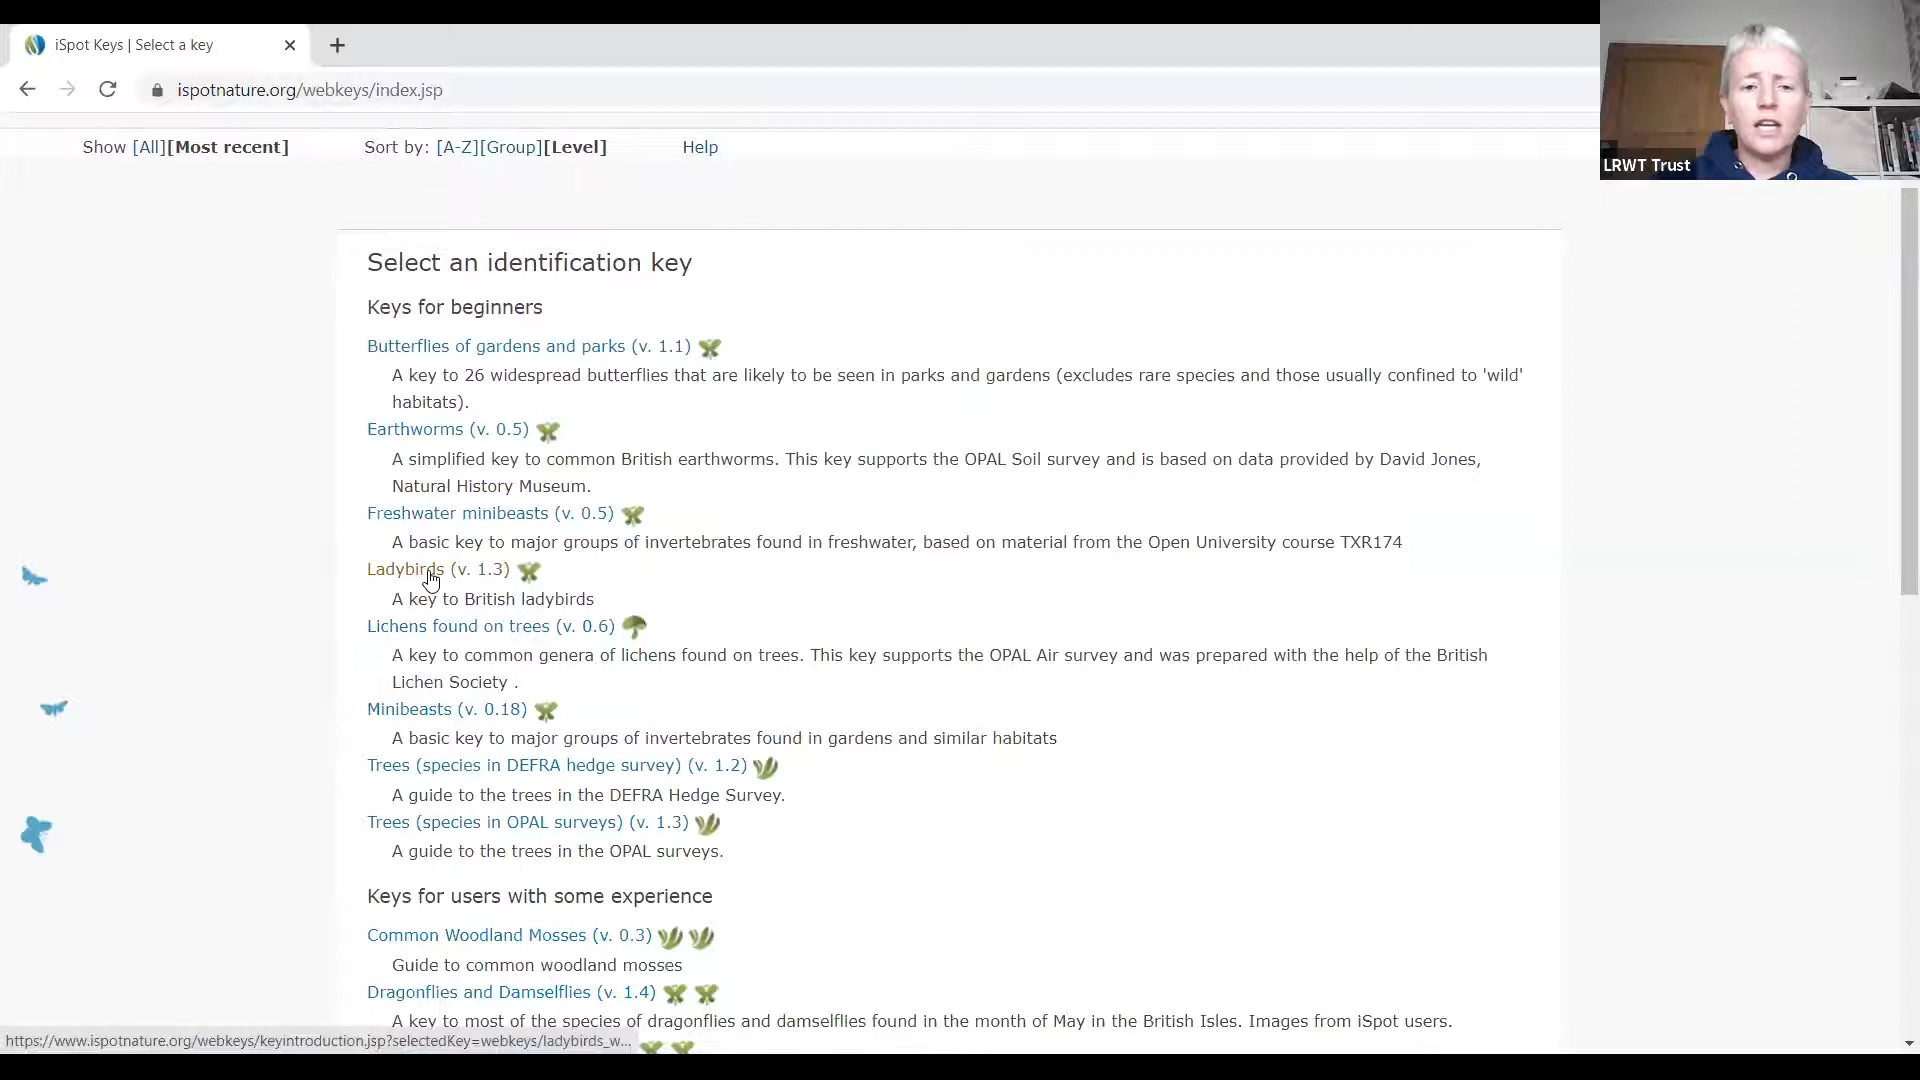 iSpot Keys | Select a key
ispotnature.org/webkeys/index.jsp
LRWT Trust
Show [All][Most recent] Sort by: [A-Z][Group][Level] Help
Select an identification key
Keys for beginners
Butterflies of gardens and parks (v. 1.1)
A key to 26 widespread butterflies that are likely to be seen in parks and gardens (excludes rare species and those usually confined to 'wild'
habitats).
Earthworms (v. 0.5)
A simplified key to common British earthworms. This key supports the OPAL Soil survey and is based on data provided by David Jones,
Natural History Museum.
Freshwater minibeasts (v. 0.5)
A basic key to major groups of invertebrates found in freshwater, based on material from the Open University course TXR174
Ladybirds (v. 1.3)
A key to British ladybirds
Lichens found on trees (v. 0.6)
A key to common genera of lichens found on trees. This key supports the OPAL Air survey and was prepared with the help of the British
Lichen Society .
Minibeasts (v. 0.18)
A basic key to major groups of invertebrates found in gardens and similar habitats
Trees (species in DEFRA hedge survey) (v. 1.2)
A guide to the trees in the DEFRA Hedge Survey.
Trees (species in OPAL surveys) (v. 1.3)
A guide to the trees in the OPAL surveys.
Keys for users with some experience
Common Woodland Mosses (v. 0.3)
Guide to common woodland mosses
Dragonflies and Damselflies (v. 1.4)
A key to most of the species of dragonflies and damselflies found in the month of May in the British Isles. Images from iSpot users.
https://www.ispotnature.org/webkeys/keyintroduction.jsp?selectedKey=webkeys/ladybirds_w...